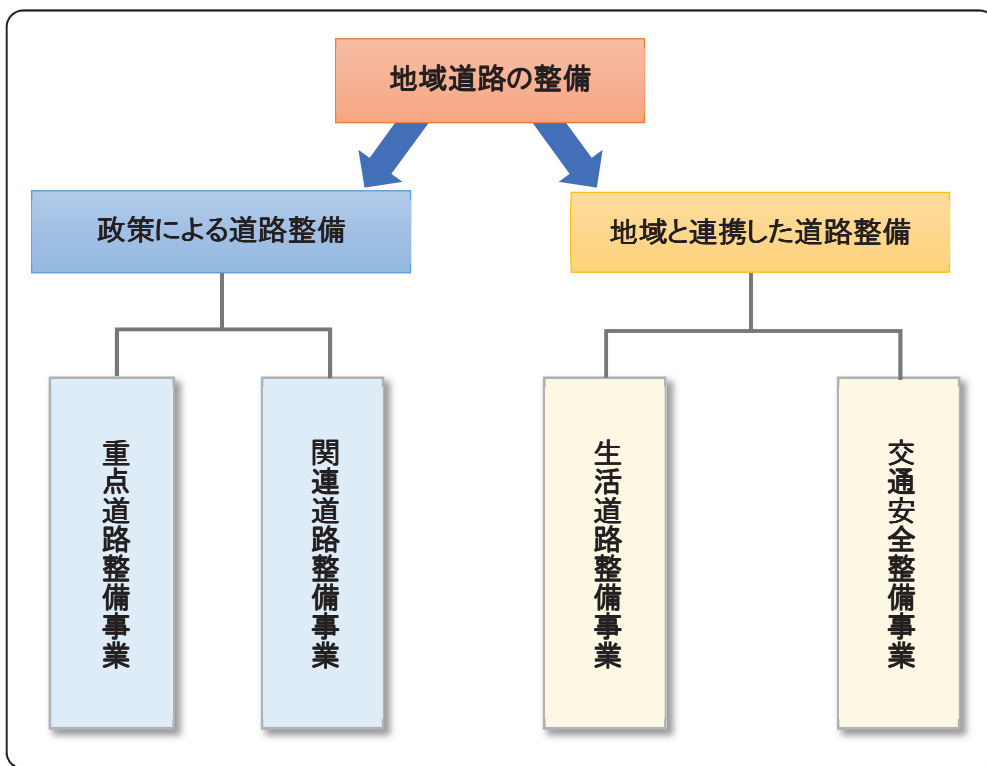 地域道路の整備
政策による道路整備
地域と連携した道路整備
重点道路整備事業
関連道路整備事業
生活道路整備事業
交通安全整備事業